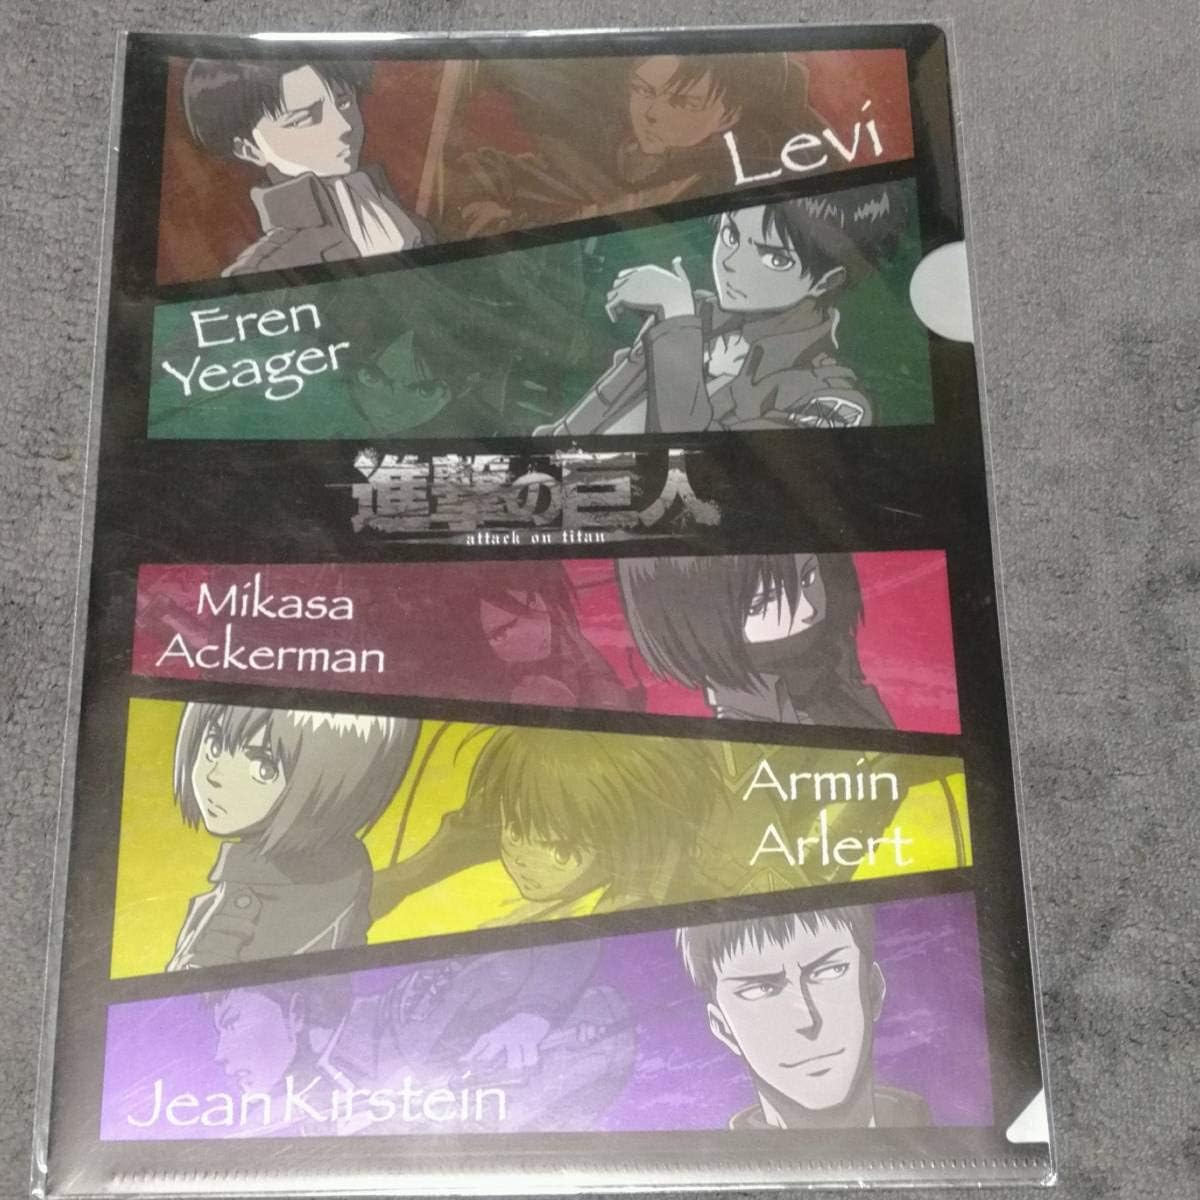 Levi
Eren
Yeager
進撃の巨人
attack on titan
Mikasa
Ackerman
Armin
Arlert
Jean Kirstein